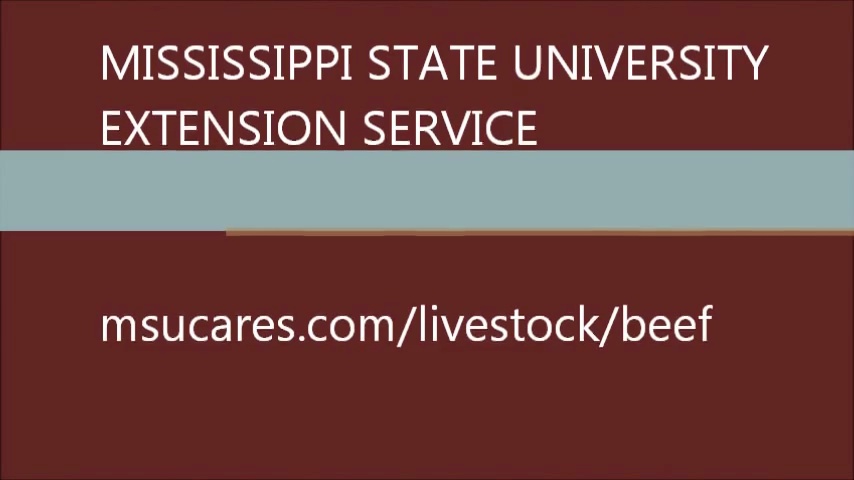 MISSISSIPPI STATE UNIVERSITY
EXTENSION SERVICE
msucares.com/livestock/beef